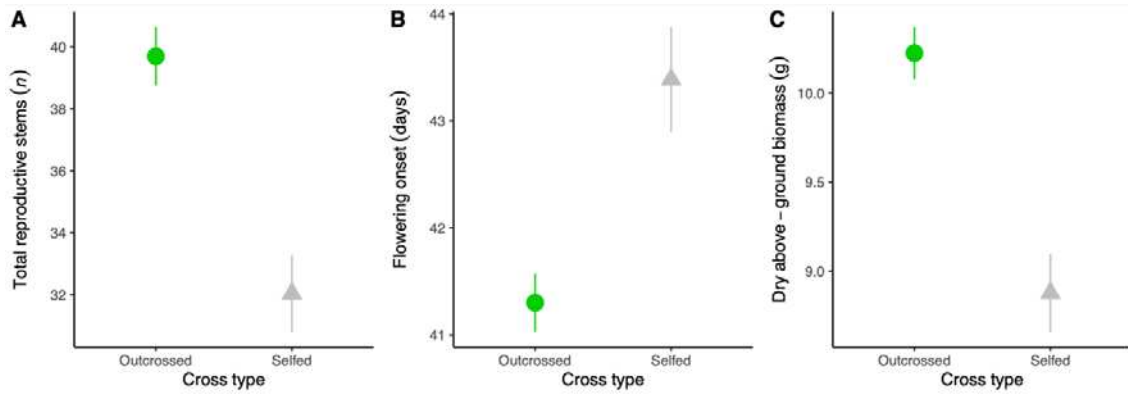 A
Total reproductive stems (n)
40
38
36
34
32
Outcrossed Selfed
Cross type
B
Flowering onset (days)
44
43
42
41
Outcrossed Selfed
Cross type
C
Dry above – ground biomass (g)
10.0
9.5
9.0
Outcrossed Selfed
Cross type